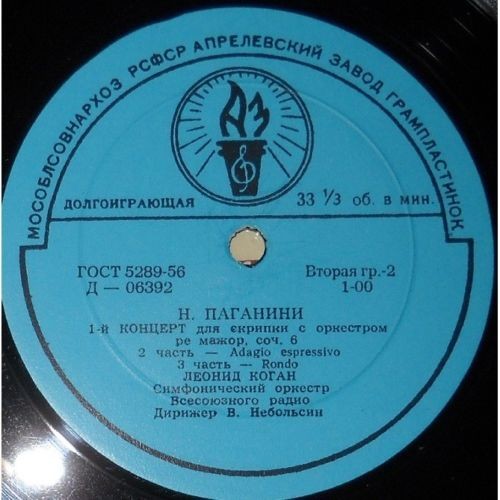 МОСОБЛСОВНАРХОЗ РСФСР АПРЕЛЕВСКИЙ ЗАВОД ГРАМПЛАСТИНОК
АЗ
ДОЛГОИГРАЮЩАЯ 33 1/3 об. в мин.
ГОСТ 5289-56 Вторая гр.-2
Д — 06392 1-00
Н. ПАГАНИНИ
1-й КОНЦЕРТ для скрипки с оркестром
ре мажор, соч. 6
2 часть — Adagio espressivo
3 часть — Rondo
ЛЕОНИД КОГАН
Симфонический оркестр
Всесоюзного радио
Дирижер В. Небольсин